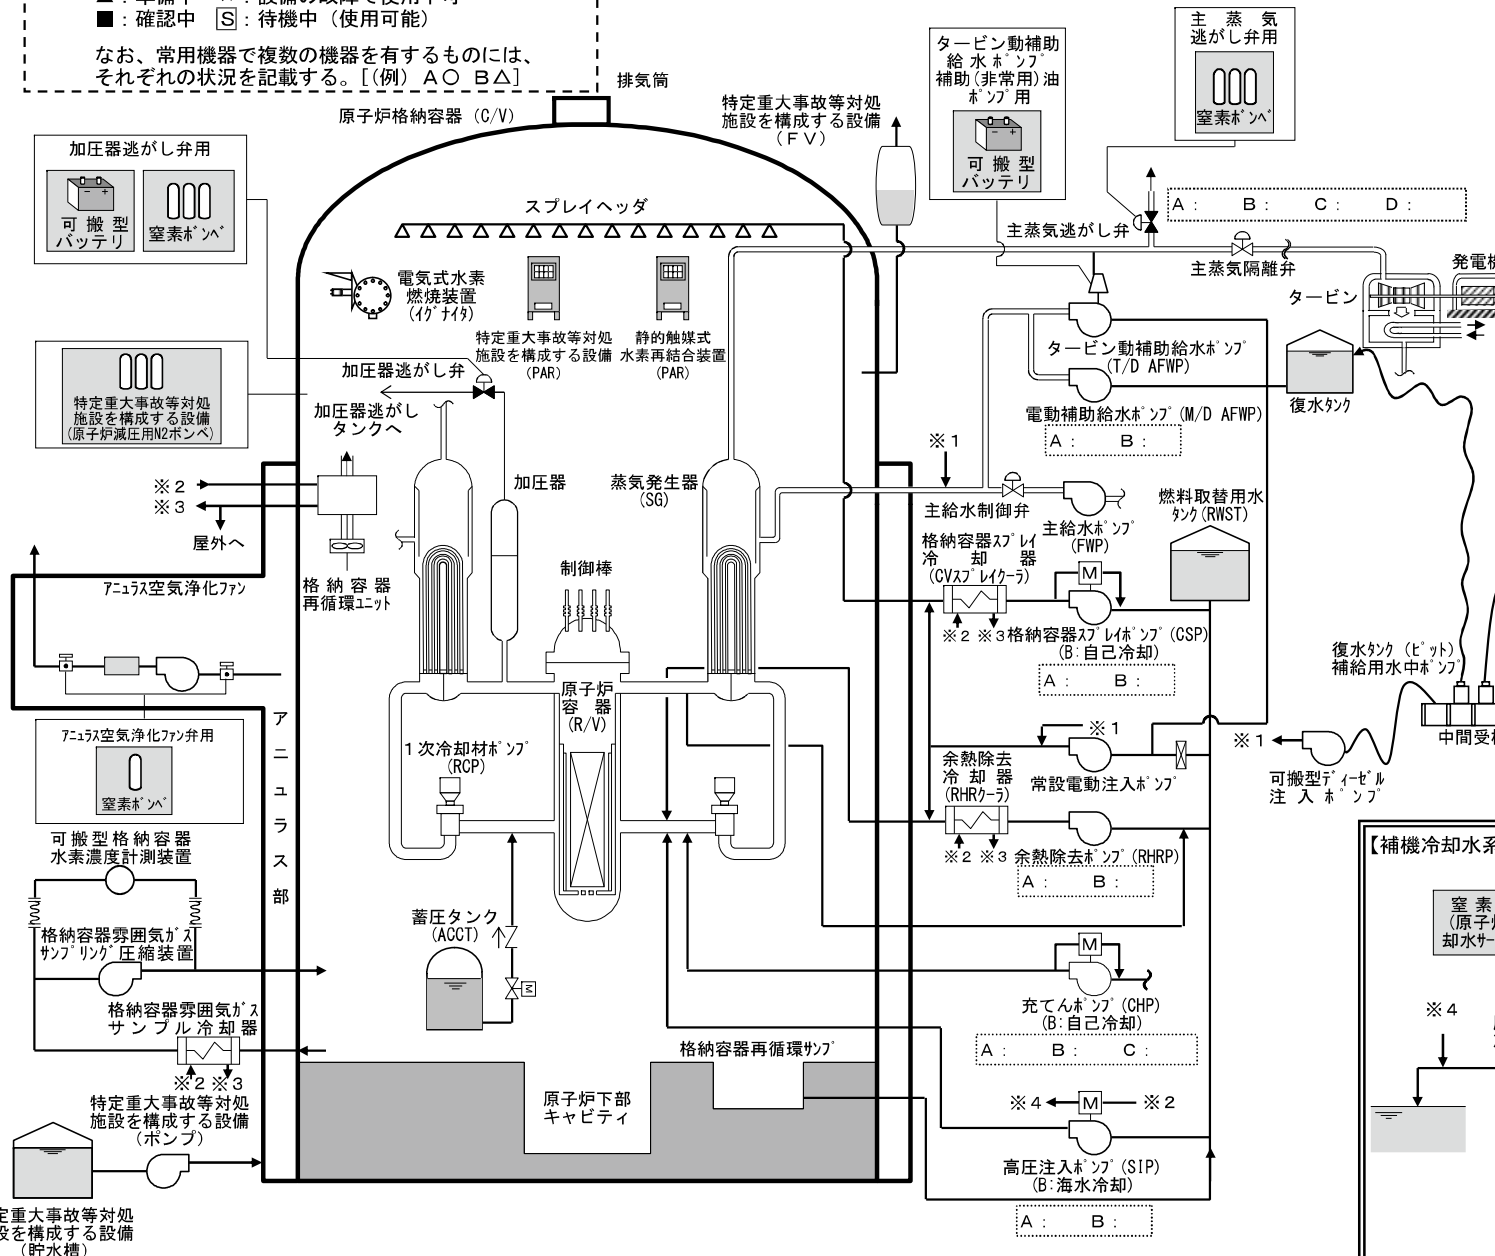 ■：確認中　S：待機中（使用可能）
なお、常用機器で複数の機器を有するものには、
それぞれの状況を記載する。［(例) Ａ○ Ｂ△］
排気筒
原子炉格納容器（C/V）
加圧器逃がし弁用
可搬型
バッテリ
窒素ﾎﾞﾝﾍﾞ
スプレイヘッダ
電気式水素
燃焼装置
(ｲｸﾞﾅｲﾀ)
特定重大事故等対処
施設を構成する設備
(PAR)
静的触媒式
水素再結合装置
(PAR)
特定重大事故等対処
施設を構成する設備
（ＦＶ）
タービン動補助
給水ﾎﾟﾝﾌﾟ
補助(非常用)油
ﾎﾟﾝﾌﾟ用
可搬型
バッテリ
主蒸気
逃がし弁用
窒素ﾎﾞﾝﾍﾞ
主蒸気逃がし弁
Ａ：　Ｂ：　Ｃ：　Ｄ：
主蒸気隔離弁
発電機
タービン
タービン動補助給水ﾎﾟﾝﾌﾟ
(T/D AFWP)
復水ﾀﾝｸ
電動補助給水ﾎﾟﾝﾌﾟ(M/D AFWP)
Ａ：　Ｂ：
特定重大事故等対処
施設を構成する設備
(原子炉減圧用N2ボンベ)
加圧器逃がし弁
加圧器逃がし
タンクへ
※２
※３
屋外へ
格納容器
再循環ﾕﾆｯﾄ
加圧器
蒸気発生器
(SG)
制御棒
※１
主給水制御弁
主給水ﾎﾟﾝﾌﾟ
(FWP)
燃料取替用水
ﾀﾝｸ(RWST)
格納容器ｽﾌﾟﾚｲ
冷却器
(CVｽﾌﾟﾚｲｸｰﾗ)
M
※２ ※３
格納容器ｽﾌﾟﾚｲﾎﾟﾝﾌﾟ(CSP)
(B:自己冷却)
Ａ：　Ｂ：
ｱﾆｭﾗｽ空気浄化ﾌｧﾝ
ｱﾆｭﾗｽ空気浄化ﾌｧﾝ弁用
窒素ﾎﾞﾝﾍﾞ
アニュラス部
原子炉
容器
(R/V)
１次冷却材ﾎﾟﾝﾌﾟ
(RCP)
復水ﾀﾝｸ（ﾋﾟｯﾄ）
補給用水中ﾎﾟﾝﾌﾟ
中間受
※１
可搬型ﾃﾞｨｰｾﾞﾙ
注入ﾎﾟﾝﾌﾟ
※１
常設電動注入ﾎﾟﾝﾌﾟ
余熱除去
冷却器
(RHRｸｰﾗ)
※２ ※３
余熱除去ﾎﾟﾝﾌﾟ(RHRP)
Ａ：　Ｂ：
可搬型格納容器
水素濃度計測装置
格納容器雰囲気ｶﾞｽ
ｻﾝﾌﾟﾘﾝｸﾞ圧縮装置
格納容器雰囲気ｶﾞｽ
サンプル冷却器
※２ ※３
蓄圧タンク
(ACCT)
M
M
充てんﾎﾟﾝﾌﾟ(CHP)
(B:自己冷却)
Ａ：　Ｂ：　Ｃ：
格納容器再循環ｻﾝﾌﾟ
原子炉下部
キャビティ
※４
M
※２
高圧注入ﾎﾟﾝﾌﾟ(SIP)
(B:海水冷却)
Ａ：　Ｂ：
特定重大事故等対処
施設を構成する設備
(ポンプ)
定重大事故等対処
設を構成する設備
(貯水槽)
【補機冷却水系
窒素
(原子炉
却水ｻｰ
※４